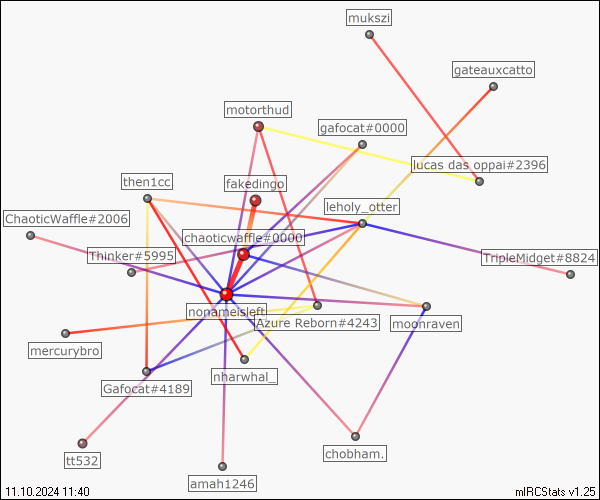 mukszi
gateauxcatto
motorthud
gafocat#0000
lucas das oppai#2396
then1cc
fakedingo
leholy_otter
ChaoticWaffle#2006
chaoticwaffle#0000
Thinker#5995
TripleMidget#8824
nonameisleft
Azure Reborn#4243
moonraven
mercurybro
nharwhal_
Gafocat#4189
chobham.
tt532
amah1246
11.10.2024 11:40
mIRCStats v1.25